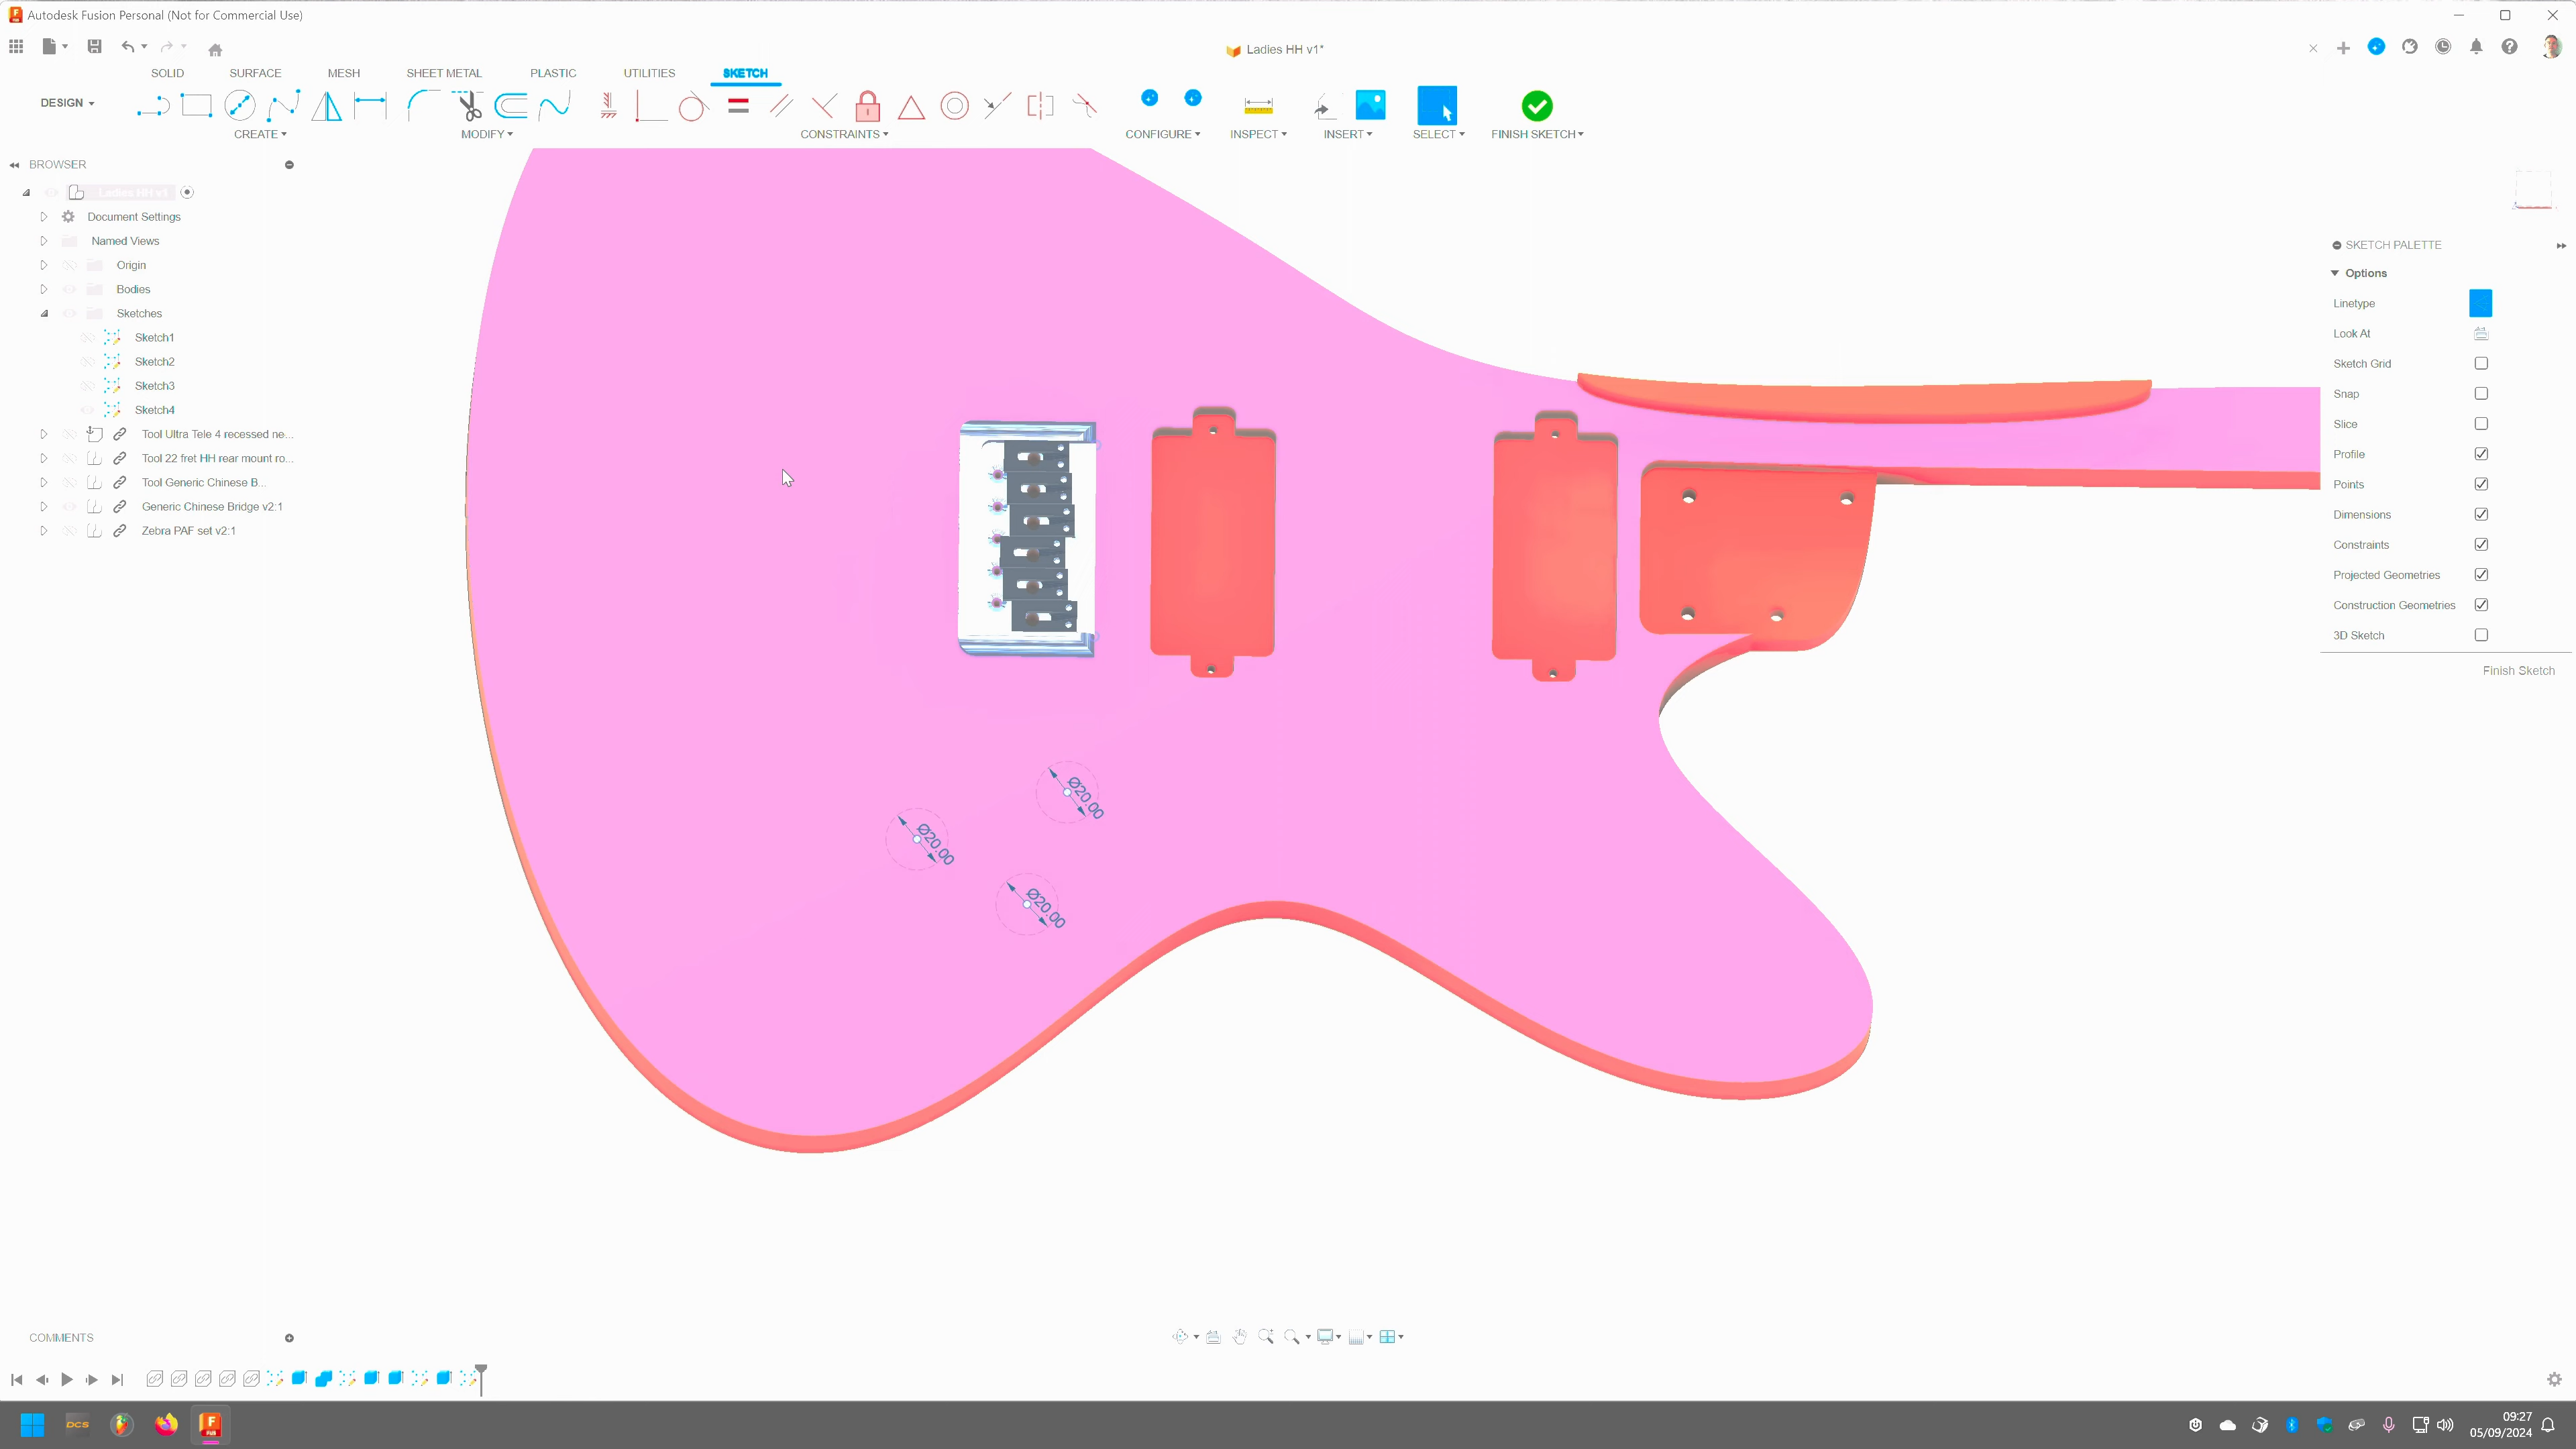 Autodesk Fusion Personal (Not for Commercial Use)
Ladies HH v1*
SOLID SURFACE MESH SHEET METAL PLASTIC UTILITIES SKETCH
DESIGN
CREATE MODIFY CONSTRAINTS CONFIGURE INSPECT INSERT SELECT FINISH SKETCH
BROWSER
Ladies HH v1
Document Settings
Named Views
Origin
Bodies
Sketches
Sketch1
Sketch2
Sketch3
Sketch4
Tool Ultra Tele 4 recessed ne...
Tool 22 fret HH rear mount ro...
Tool Generic Chinese B...
Generic Chinese Bridge v2:1
Zebra PAF set v2:1
SKETCH PALETTE
Options
Linetype
Look At
Sketch Grid
Snap
Slice
Profile
Points
Dimensions
Constraints
Projected Geometries
Construction Geometries
3D Sketch
Finish Sketch
Ø20.00
Ø20.00
Ø20.00
COMMENTS
DCS
F
FUS
09:27
05/09/2024